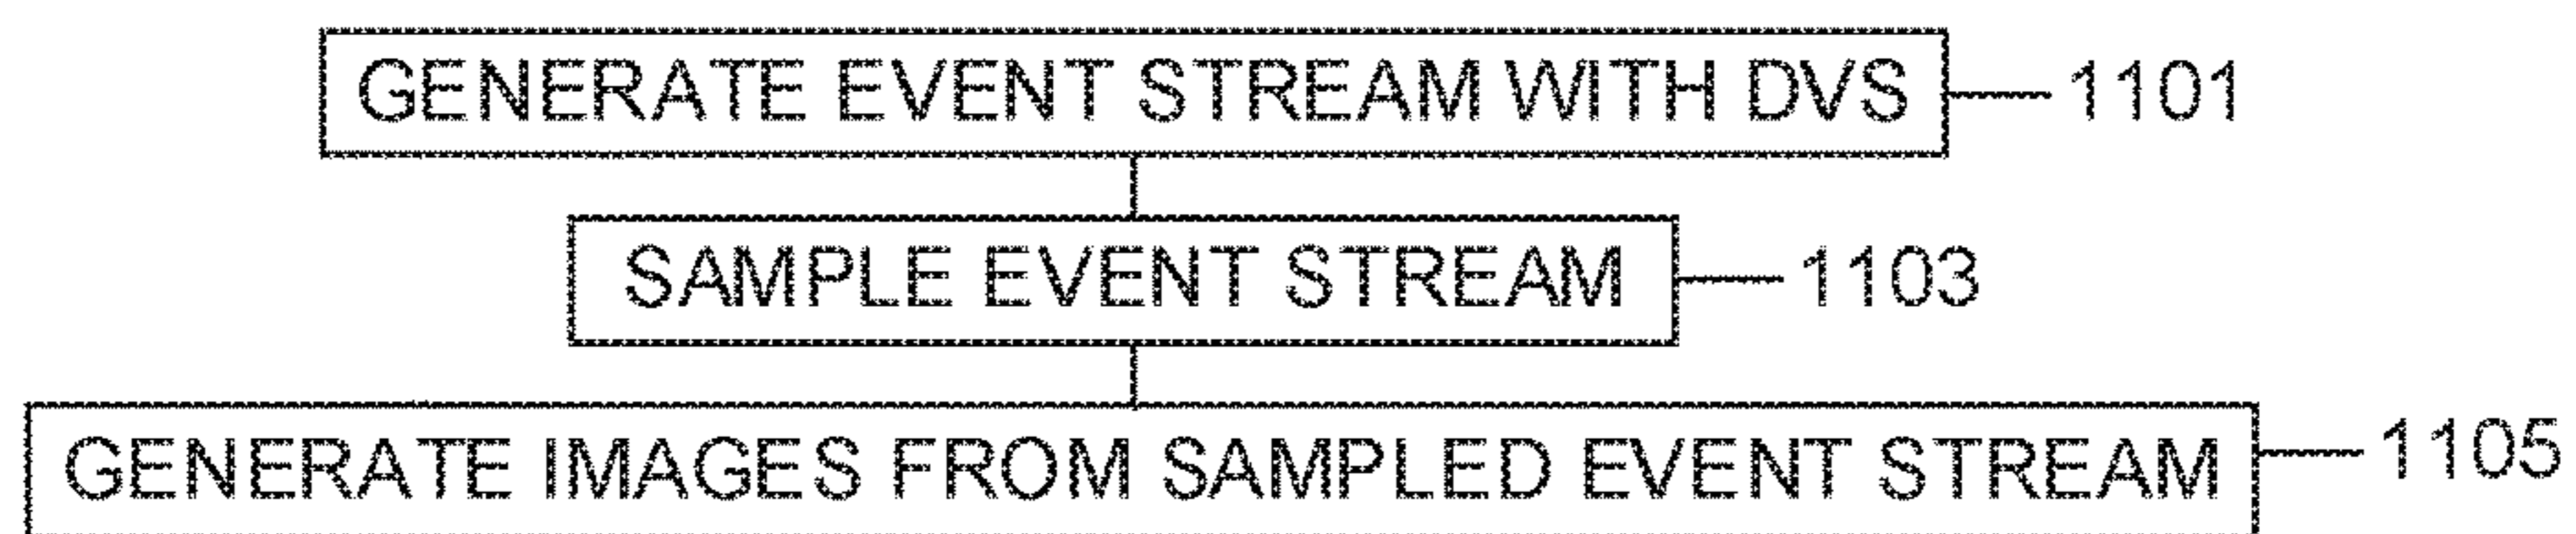 GENERATE EVENT STREAM WITH DVS 1101
SAMPLE EVENT STREAM 1103
GENERATE IMAGES FROM SAMPLED EVENT STREAM 1105